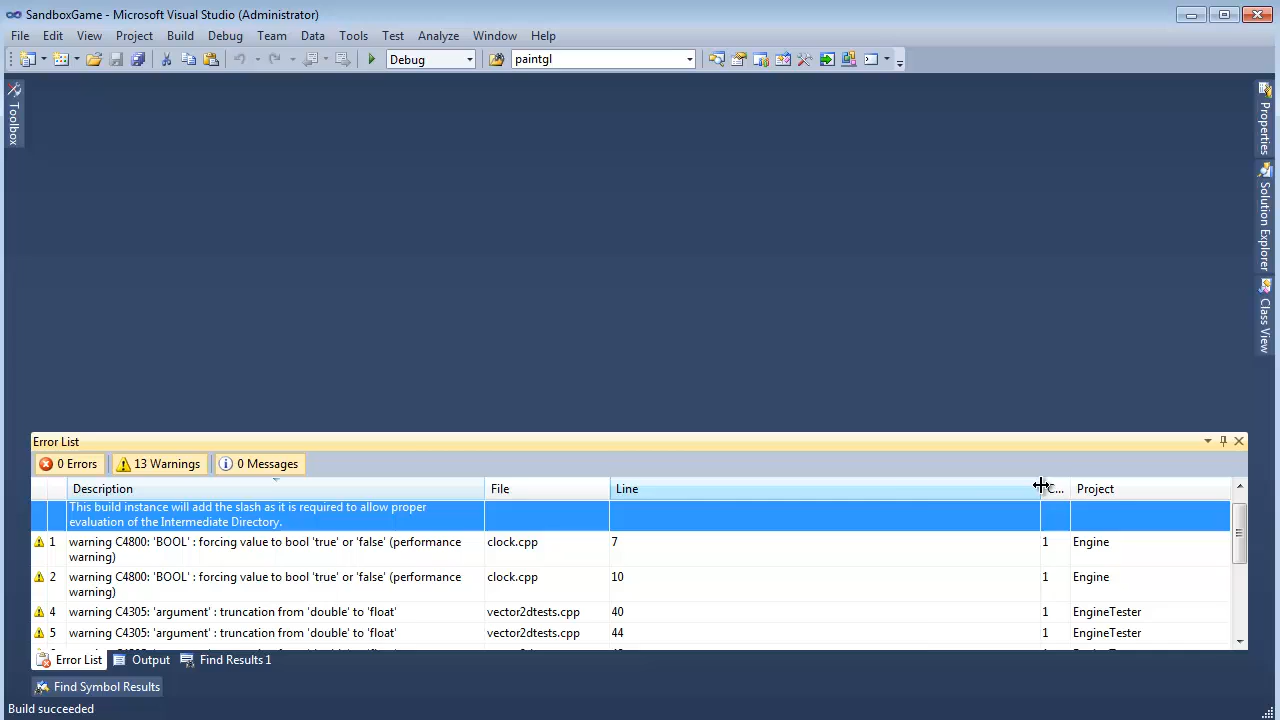 SandboxGame - Microsoft Visual Studio (Administrator)
File Edit View Project Build Debug Team Data Tools Test Analyze Window Help
Debug paintgl
Toolbox
Properties
Solution Explorer
Class View
Error List
0 Errors 13 Warnings 0 Messages
Description File Line C... Project
This build instance will add the slash as it is required to allow proper
evaluation of the Intermediate Directory.
1 warning C4800: 'BOOL' : forcing value to bool 'true' or 'false' (performance clock.cpp 7 1 Engine
warning)
2 warning C4800: 'BOOL' : forcing value to bool 'true' or 'false' (performance clock.cpp 10 1 Engine
warning)
4 warning C4305: 'argument' : truncation from 'double' to 'float' vector2dtests.cpp 40 1 EngineTester
5 warning C4305: 'argument' : truncation from 'double' to 'float' vector2dtests.cpp 44 1 EngineTester
Error List Output Find Results 1
Find Symbol Results
Build succeeded